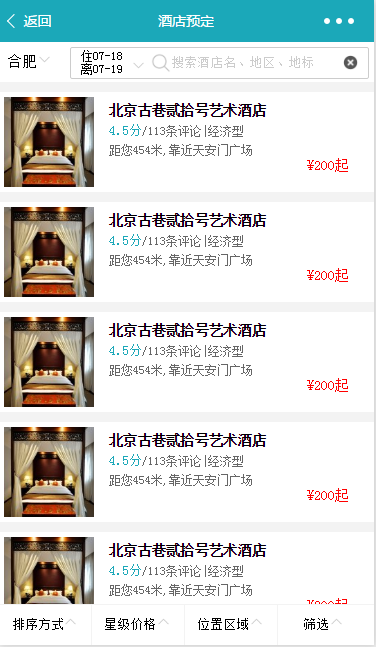 返回 酒店预定
合肥 住07-18 搜索酒店名、地区、地标
离07-19
北京古巷贰拾号艺术酒店
4.5分/113条评论|经济型
距您454米,靠近天安门广场
¥200起
北京古巷贰拾号艺术酒店
4.5分/113条评论|经济型
距您454米,靠近天安门广场
¥200起
北京古巷贰拾号艺术酒店
4.5分/113条评论|经济型
距您454米,靠近天安门广场
¥200起
北京古巷贰拾号艺术酒店
4.5分/113条评论|经济型
距您454米,靠近天安门广场
¥200起
北京古巷贰拾号艺术酒店
4.5分/113条评论|经济型
距您454米,靠近天安门广场
¥200起
排序方式 星级价格 位置区域 筛选